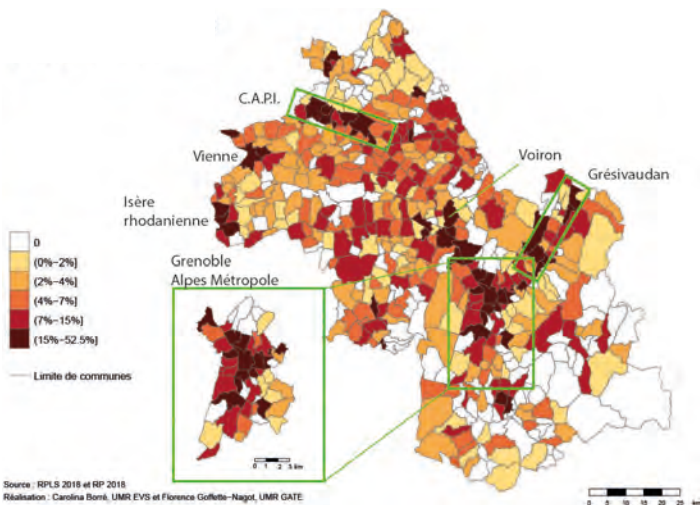 C.A.P.I.
Vienne
Voiron
Grésivaudan
Isère
rhodanienne
Grenoble
Alpes Métropole
0
(0%–2%]
(2%–4%]
(4%–7%]
(7%–15%]
(15%–52.5%]
Limite de communes
0 1 2 3 km
Source : RPLS 2018 et RP 2018
Réalisation : Carolina Borré, UMR EVS et Florence Goffette-Nagot, UMR GATE
0 5 10 15 20 25